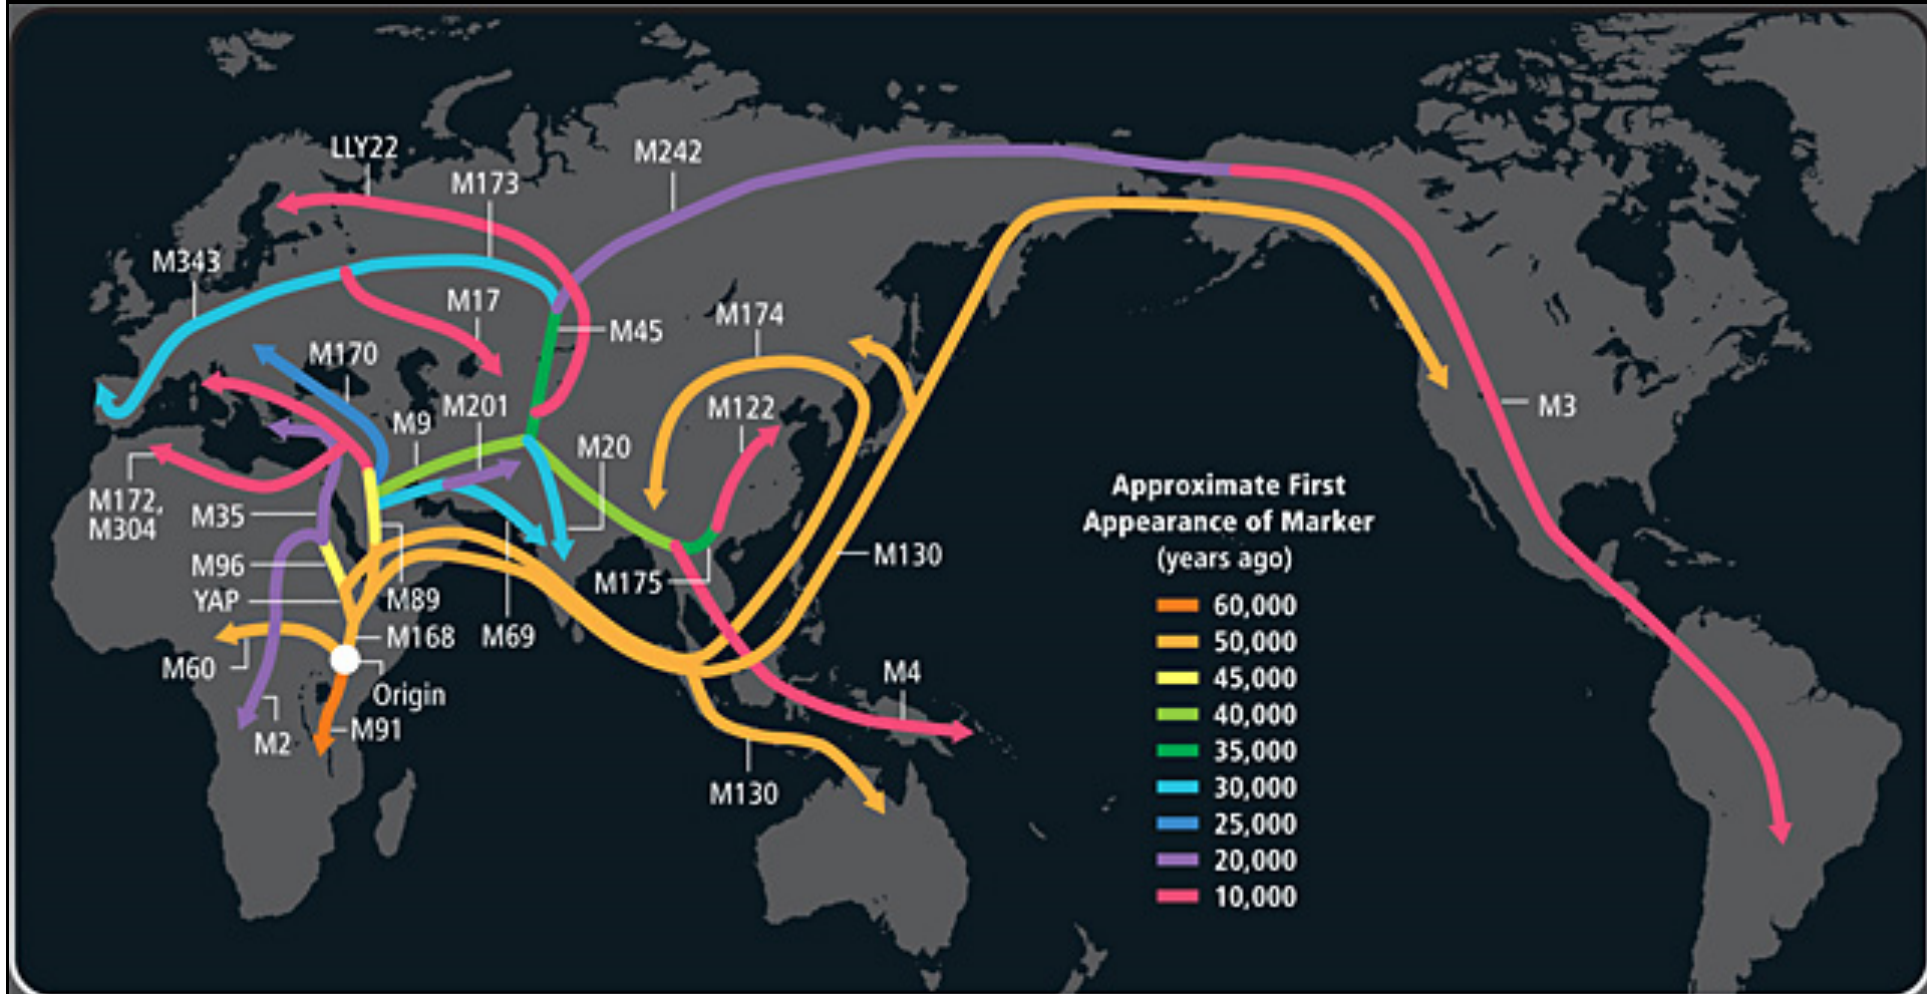 LLY22
M242
M173
M343
M17
M174
M45
M170
M201
M122
M3
M9
M20
M172,
M304
M35
M96
YAP
M89
M175
M130
M168
M69
M60
Origin
M4
M91
M2
M130
Approximate First
Appearance of Marker
(years ago)
60,000
50,000
45,000
40,000
35,000
30,000
25,000
20,000
10,000